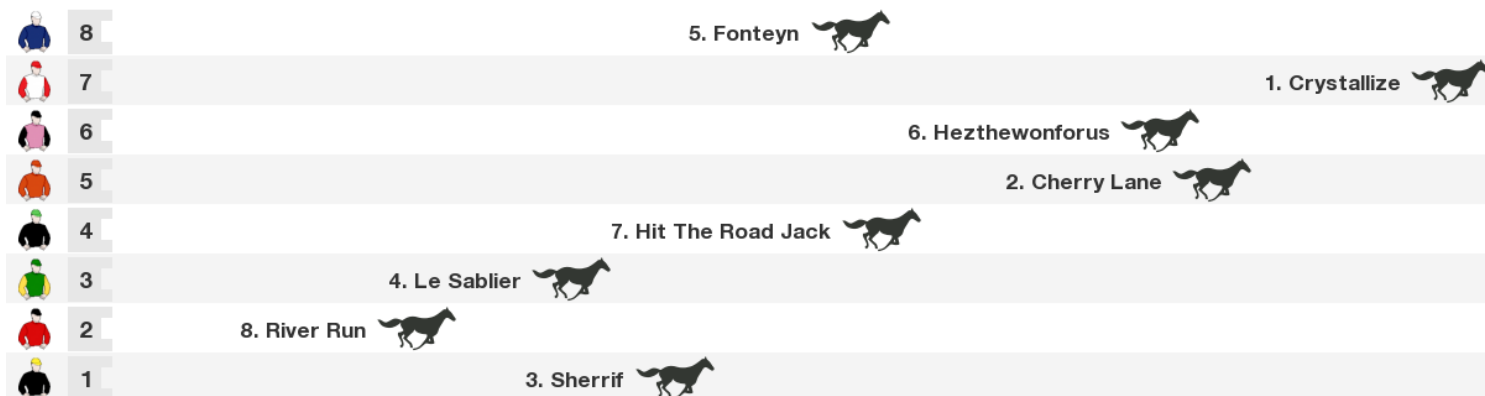 8 5. Fonteyn
7 1. Crystallize
6 6. Hezthewonforus
5 2. Cherry Lane
4 7. Hit The Road Jack
3 4. Le Sablier
2 8. River Run
1 3. Sherrif